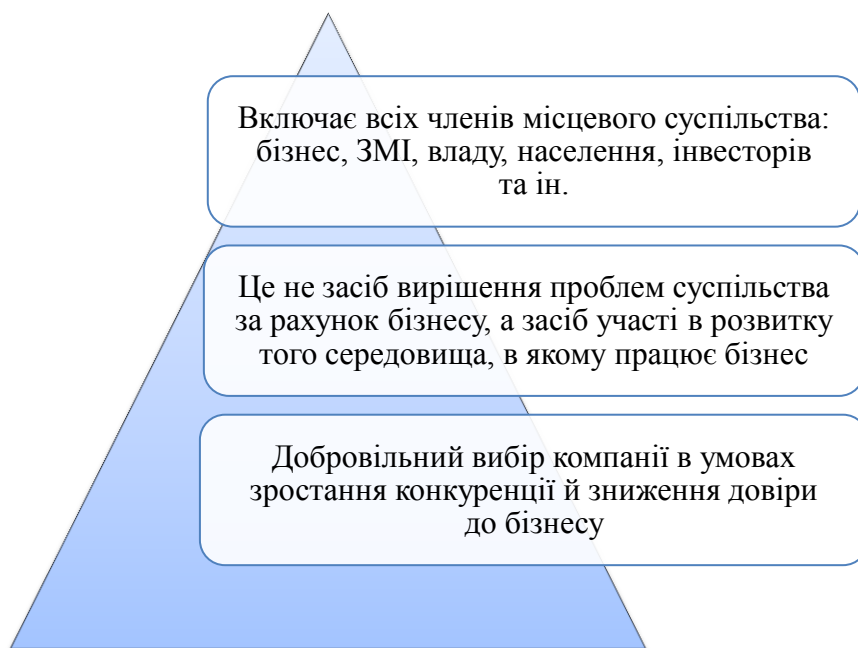 Включає всіх членів місцевого суспільства:
бізнес, ЗМІ, владу, населення, інвесторів
та ін.
Це не засіб вирішення проблем суспільства
за рахунок бізнесу, а засіб участі в розвитку
того середовища, в якому працює бізнес
Добровільний вибір компанії в умовах
зростання конкуренції й зниження довіри
до бізнесу